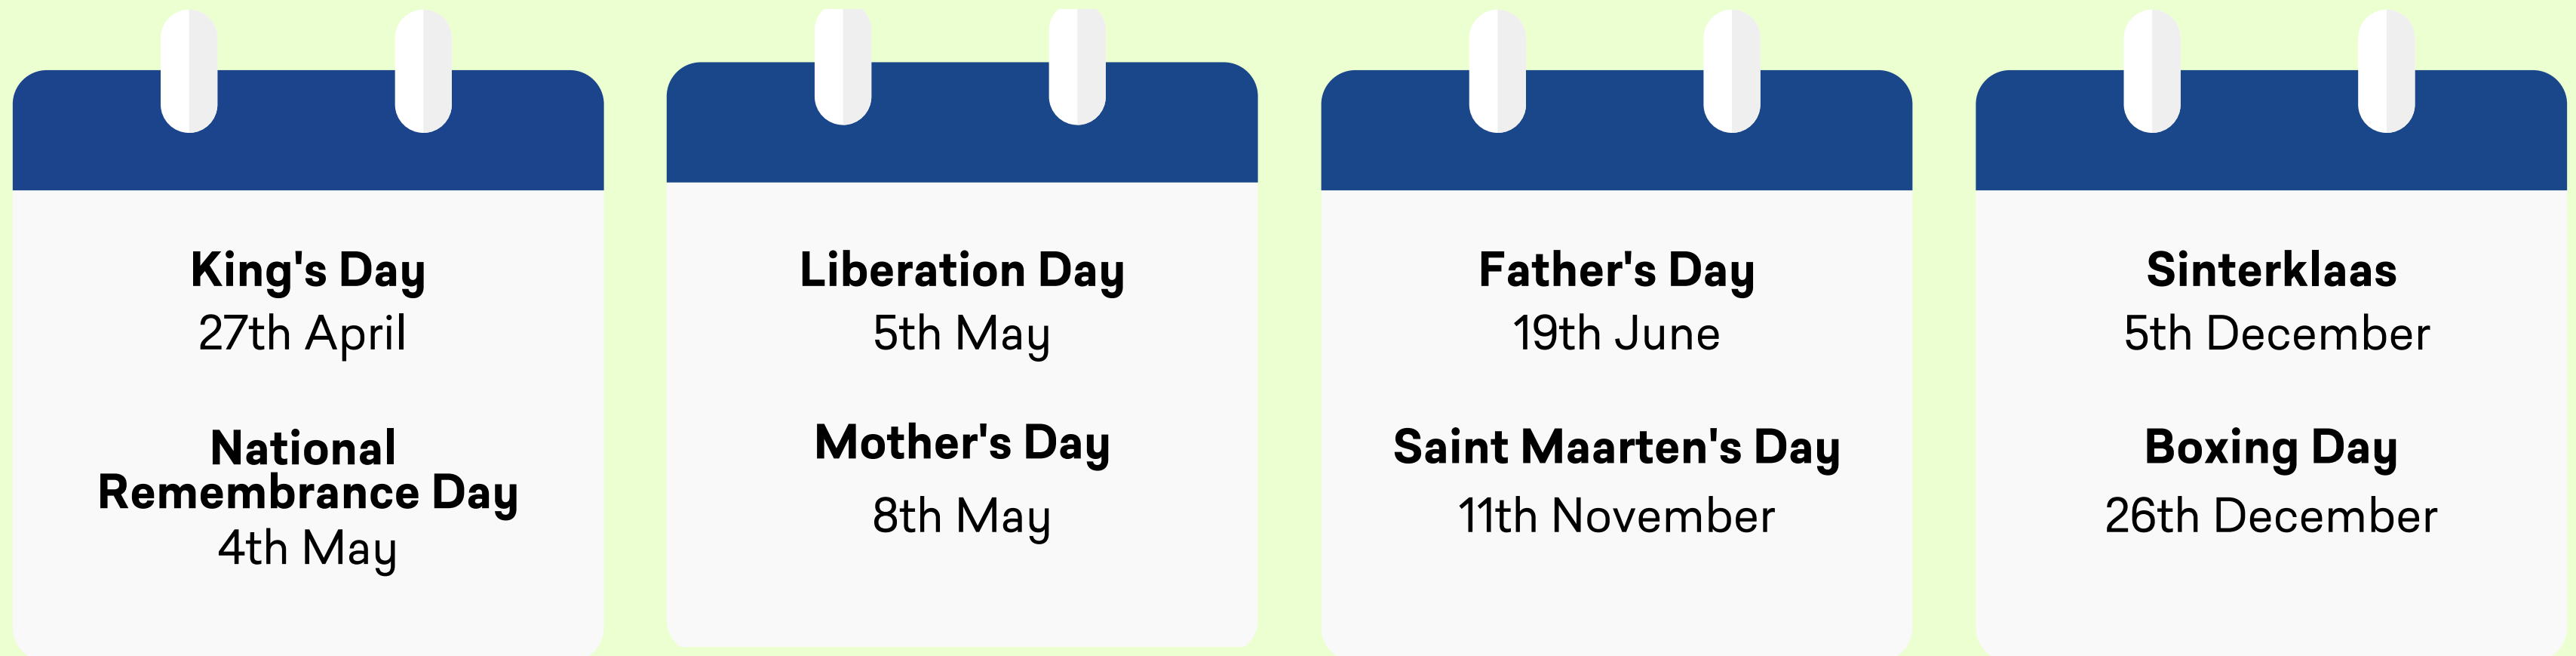 King's Day
27th April
National
Remembrance Day
4th May
Liberation Day
5th May
Mother's Day
8th May
Father's Day
19th June
Saint Maarten's Day
11th November
Sinterklaas
5th December
Boxing Day
26th December